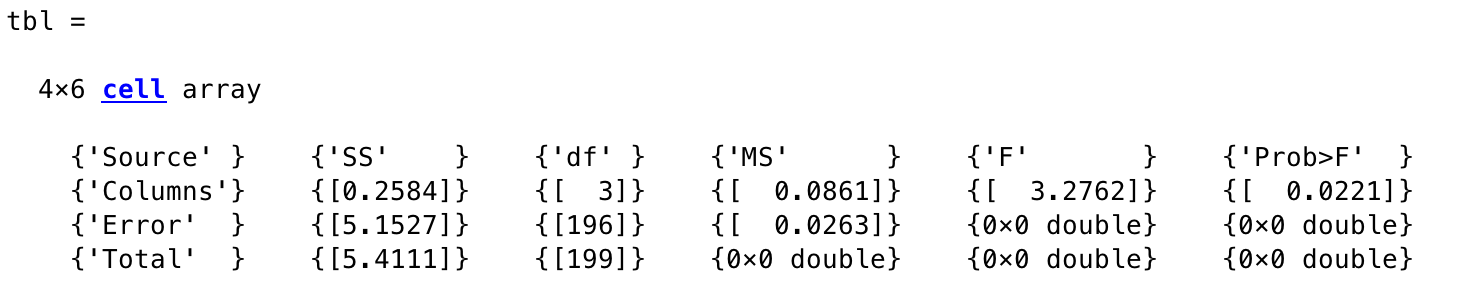 tbl =
4×6 cell array
{'Source' } {'SS' } {'df' } {'MS' } {'F' } {'Prob>F' }
{'Columns'} {[0.2584]} {[ 3]} {[ 0.0861]} {[ 3.2762]} {[ 0.0221]}
{'Error' } {[5.1527]} {[196]} {[ 0.0263]} {0×0 double} {0×0 double}
{'Total' } {[5.4111]} {[199]} {0×0 double} {0×0 double} {0×0 double}